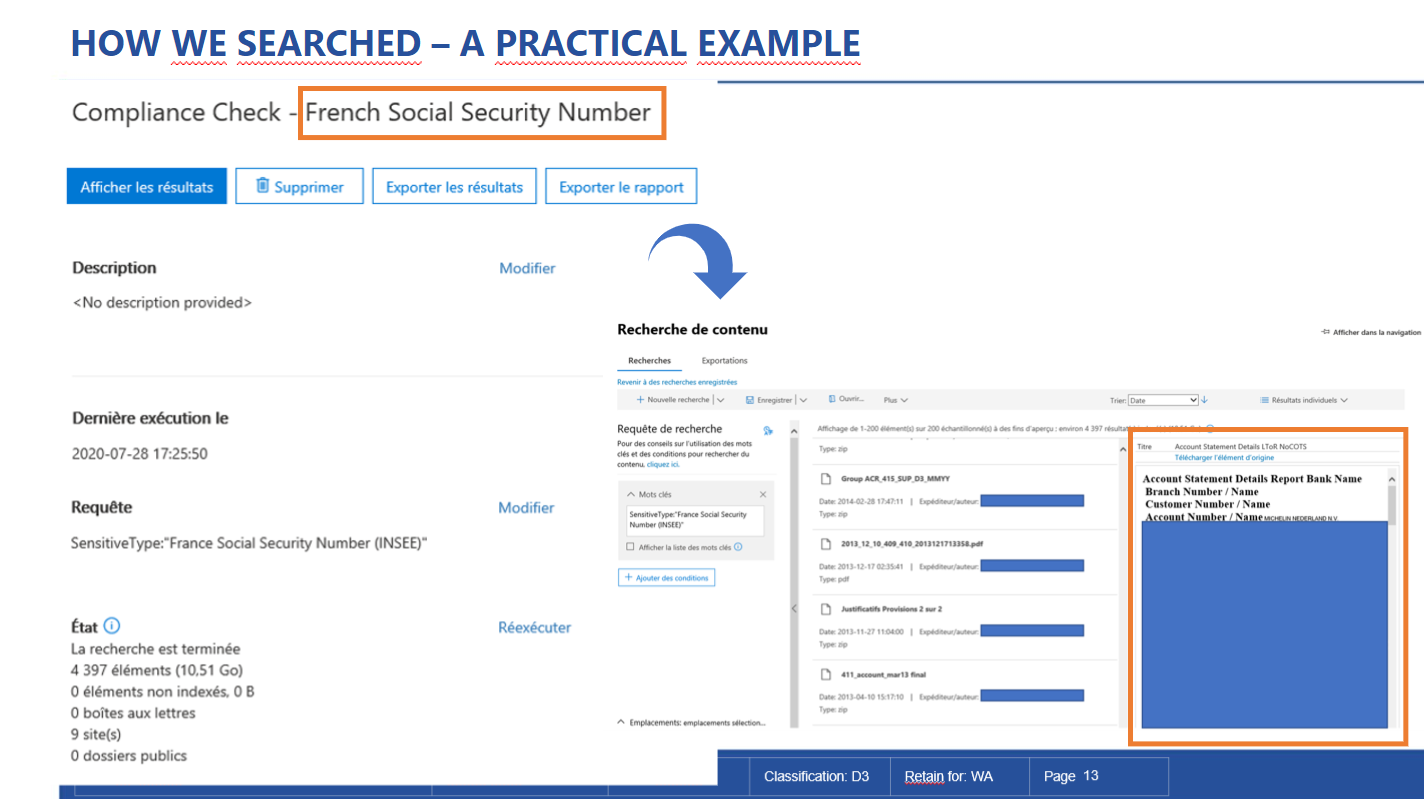 HOW WE SEARCHED – A PRACTICAL EXAMPLE
Compliance Check - French Social Security Number
Afficher les résultats
Supprimer
Exporter les résultats
Exporter le rapport
Description
Modifier
<No description provided>
Dernière exécution le
2020-07-28 17:25:50
Requête
Modifier
SensitiveType:"France Social Security Number (INSEE)"
État
Réexécuter
La recherche est terminée
4 397 éléments (10,51 Go)
0 éléments non indexés, 0 B
0 boîtes aux lettres
9 site(s)
0 dossiers publics
Recherche de contenu
Afficher dans la navigation
Recherches
Exportations
Revenir à des recherches enregistrées
Nouvelle recherche
Enregistrer
Ouvrir...
Plus
Trier:
Date
Résultats individuels
Requête de recherche
Pour des conseils sur l'utilisation des mots
clés et des conditions pour rechercher du
contenu, cliquez ici.
Mots clés
SensitiveType:"France Social Security
Number (INSEE)"
Afficher la liste des mots clés
Ajouter des conditions
Emplacements: emplacements sélection...
Affichage de 1-200 élément(s) sur 200 échantillonné(s) à des fins d'aperçu ; environ 4 397
Type: zip
Group ACR_415_SUP_D3_MMYY
Date: 2014-02-28 17:47:11 | Expéditeur/auteur:
Type: zip
2013_12_10_409_410_2013121713358.pdf
Date: 2013-12-17 02:35:41 | Expéditeur/auteur:
Type: pdf
Justificatifs Provisions 2 sur 2
Date: 2013-11-27 11:04:00 | Expéditeur/auteur:
Type: zip
411_account_mar13 final
Date: 2013-04-10 15:17:10 | Expéditeur/auteur:
Type: zip
Titre
Account Statement Details LToR NoCOTS
Télécharger l'élément d'origine
Account Statement Details Report Bank Name
Branch Number / Name
Customer Number / Name
Account Number / Name MICHELIN NEDERLAND N.V.
Classification: D3
Retain for: WA
Page 13